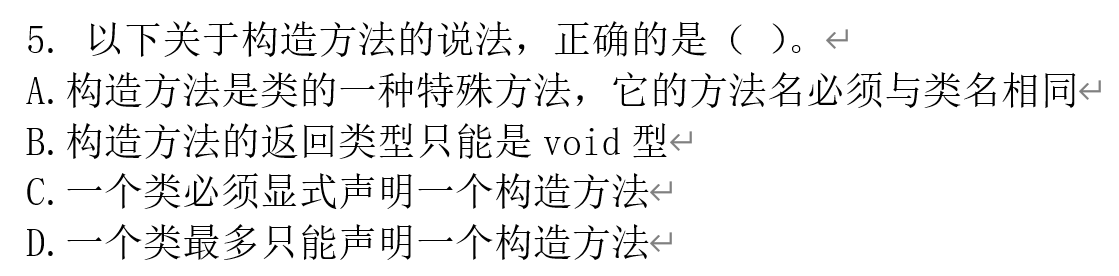 5. 以下关于构造方法的说法，正确的是（ ）。↵
A.构造方法是类的一种特殊方法，它的方法名必须与类名相同↵
B.构造方法的返回类型只能是 void 型↵
C.一个类必须显式声明一个构造方法↵
D.一个类最多只能声明一个构造方法↵